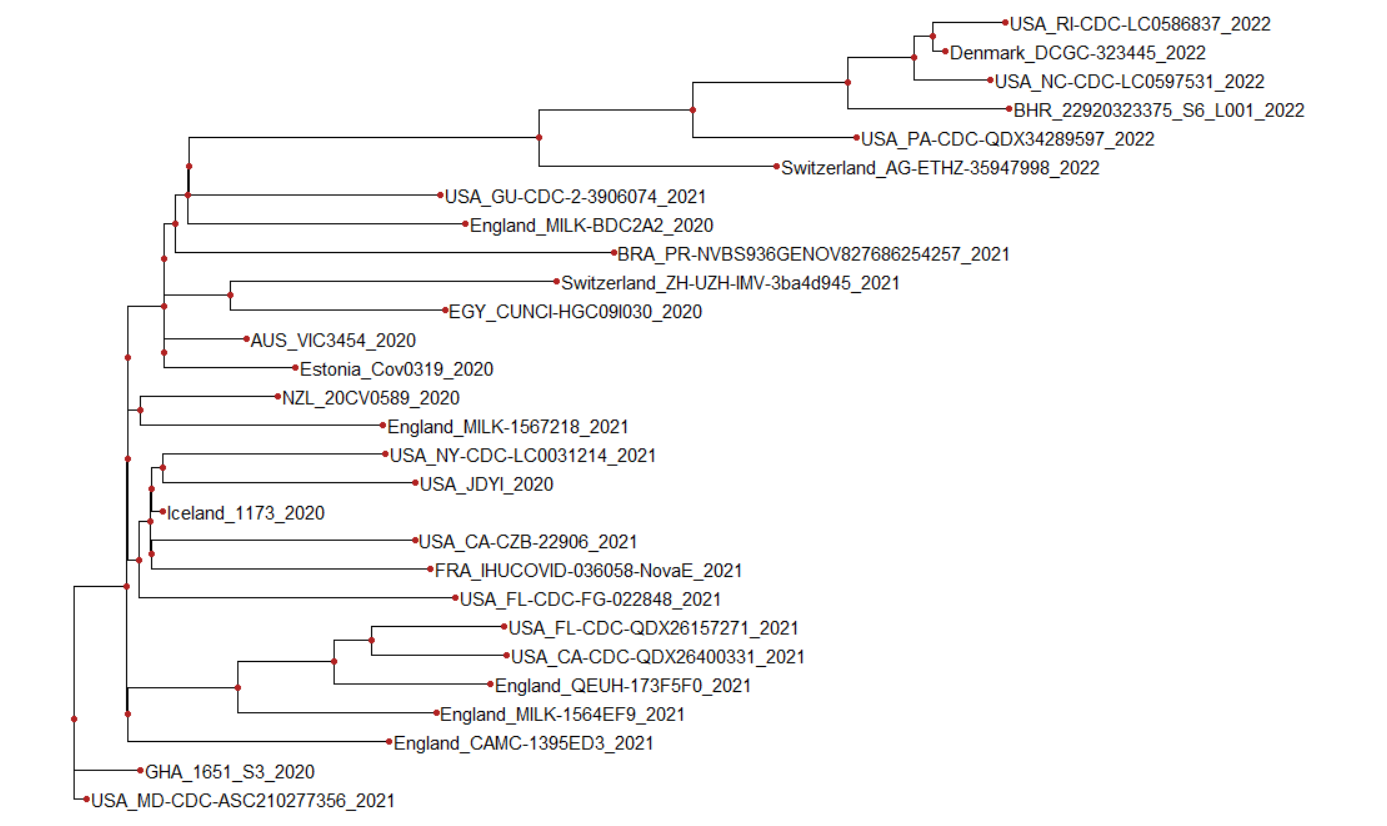 USA_RI-CDC-LC0586837_2022
Denmark_DCGC-323445_2022
USA_NC-CDC-LC0597531_2022
BHR_22920323375_S6_L001_2022
USA_PA-CDC-QDX34289597_2022
Switzerland_AG-ETHZ-35947998_2022
USA_GU-CDC-2-3906074_2021
England_MILK-BDC2A2_2020
BRA_PR-NVBS936GENOV827686254257_2021
Switzerland_ZH-UZH-IMV-3ba4d945_2021
EGY_CUNCI-HGC09I030_2020
AUS_VIC3454_2020
Estonia_Cov0319_2020
NZL_20CV0589_2020
England_MILK-1567218_2021
USA_NY-CDC-LC0031214_2021
USA_JDYI_2020
Iceland_1173_2020
USA_CA-CZB-22906_2021
FRA_IHUCOVID-036058-NovaE_2021
USA_FL-CDC-FG-022848_2021
USA_FL-CDC-QDX26157271_2021
USA_CA-CDC-QDX26400331_2021
England_QEUH-173F5F0_2021
England_MILK-1564EF9_2021
England_CAMC-1395ED3_2021
GHA_1651_S3_2020
USA_MD-CDC-ASC210277356_2021